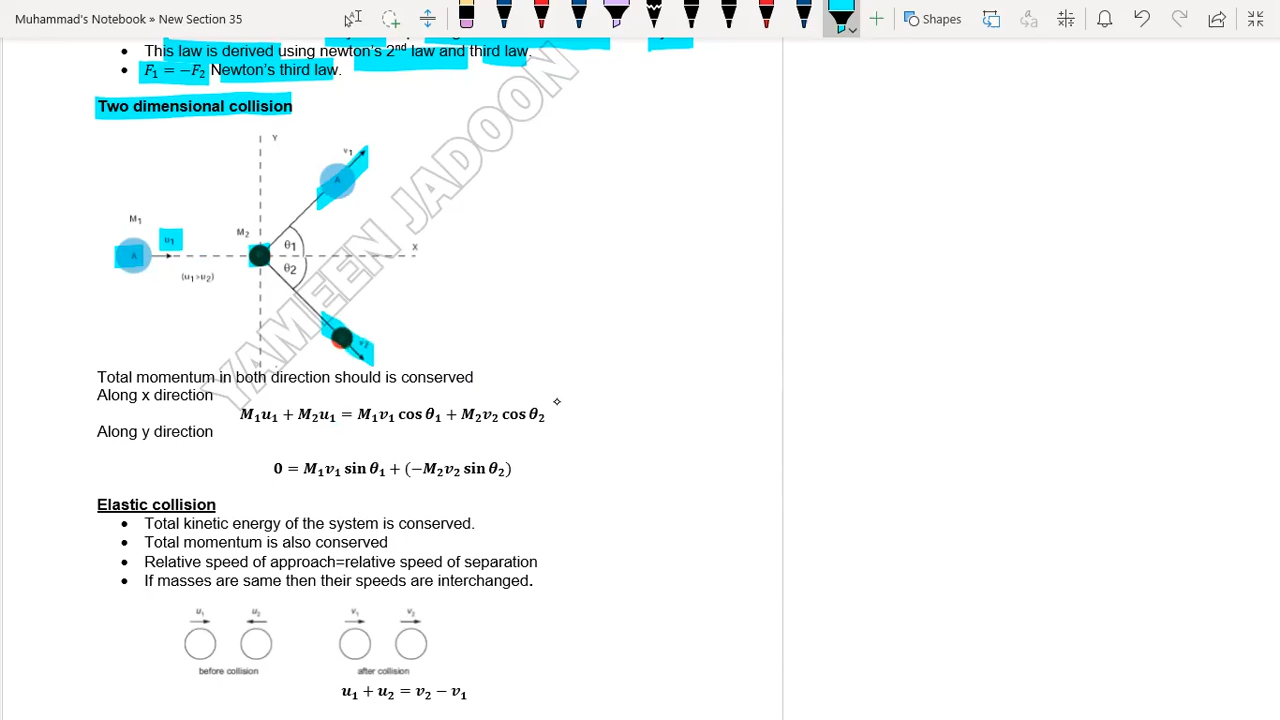 Muhammad's Notebook » New Section 35
Shapes
• This law is derived using newton's 2nd law and third law.
• F₁ = −F₂ Newton's third law.
Two dimensional collision
Y
v₁
A
M₁
M₂
u₁
θ₁
X
A
θ₂
(u₁>u₂)
v₂
YAMEEN JADOON
Total momentum in both direction should is conserved
Along x direction
M₁u₁ + M₂u₁ = M₁v₁ cos θ₁ + M₂v₂ cos θ₂
Along y direction
0 = M₁v₁ sin θ₁ + (−M₂v₂ sin θ₂)
Elastic collision
• Total kinetic energy of the system is conserved.
• Total momentum is also conserved
• Relative speed of approach=relative speed of separation
• If masses are same then their speeds are interchanged.
u₁ u₂ v₁ v₂
before collision after collision
u₁ + u₂ = v₂ − v₁